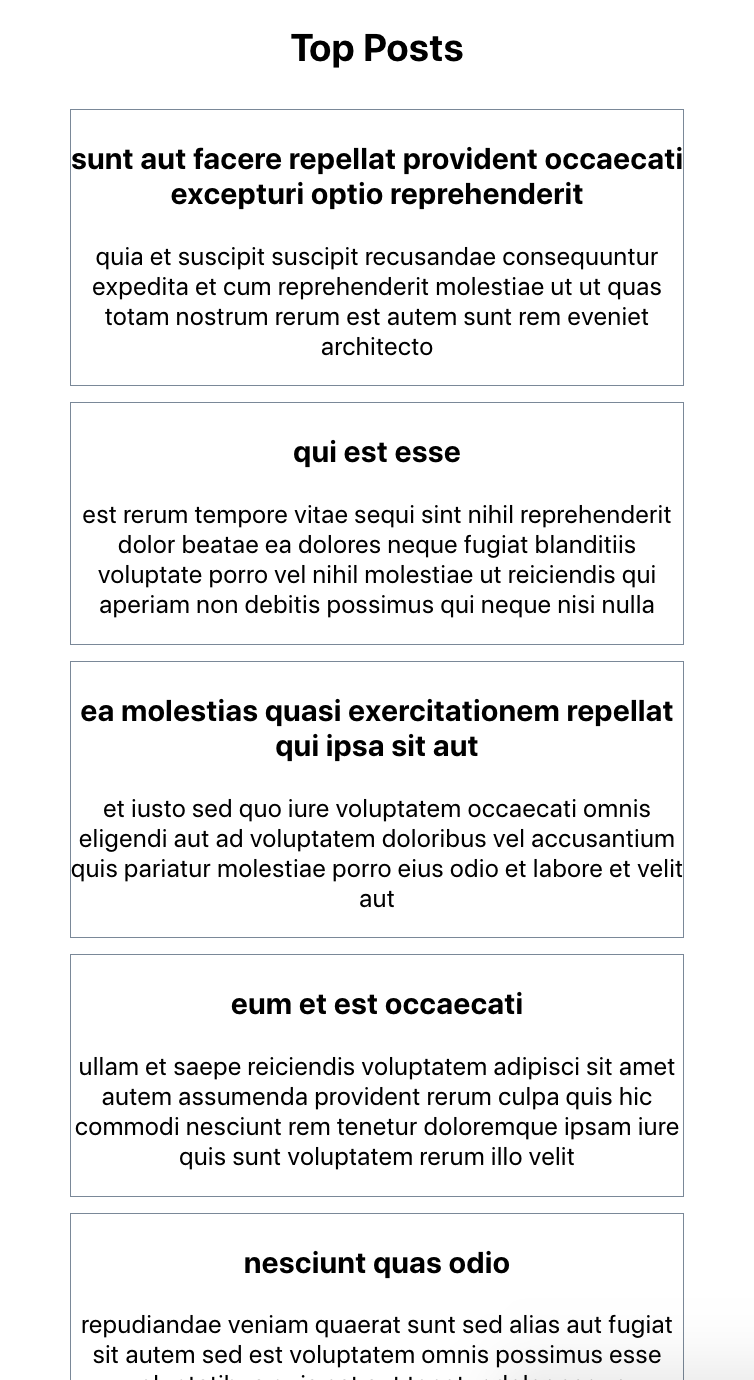 Top Posts
sunt aut facere repellat provident occaecati
excepturi optio reprehenderit
quia et suscipit suscipit recusandae consequuntur
expedita et cum reprehenderit molestiae ut ut quas
totam nostrum rerum est autem sunt rem eveniet
architecto
qui est esse
est rerum tempore vitae sequi sint nihil reprehenderit
dolor beatae ea dolores neque fugiat blanditiis
voluptate porro vel nihil molestiae ut reiciendis qui
aperiam non debitis possimus qui neque nisi nulla
ea molestias quasi exercitationem repellat
qui ipsa sit aut
et iusto sed quo iure voluptatem occaecati omnis
eligendi aut ad voluptatem doloribus vel accusantium
quis pariatur molestiae porro eius odio et labore et velit
aut
eum et est occaecati
ullam et saepe reiciendis voluptatem adipisci sit amet
autem assumenda provident rerum culpa quis hic
commodi nesciunt rem tenetur doloremque ipsam iure
quis sunt voluptatem rerum illo velit
nesciunt quas odio
repudiandae veniam quaerat sunt sed alias aut fugiat
sit autem sed est voluptatem omnis possimus esse